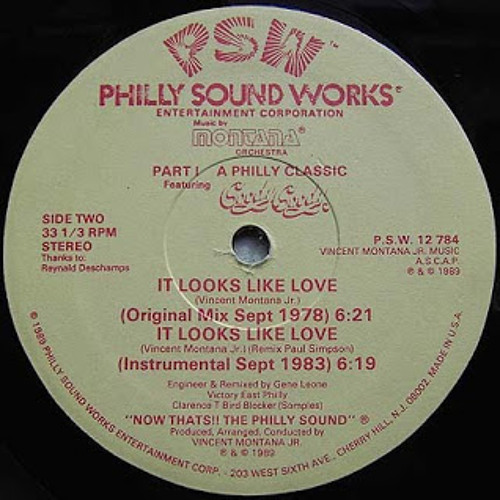 PSW™
PHILLY SOUND WORKS®
ENTERTAINMENT CORPORATION
Music by
MONTANA®
ORCHESTRA
PART I A PHILLY CLASSIC
Featuring Goody Goody
SIDE TWO
33 1/3 RPM
STEREO
Thanks to:
Reynald Deschamps
P.S.W. 12 784
VINCENT MONTANA JR. MUSIC
A.S.C.A.P.
℗ & © 1989
IT LOOKS LIKE LOVE
(Vincent Montana Jr.)
(Original Mix Sept 1978) 6:21
IT LOOKS LIKE LOVE
(Vincent Montana Jr.) (Remix Paul Simpson)
(Instrumental Sept 1983) 6:19
Engineer & Remixed by Gene Leone
Victory East Philly
Clarence T Bird Blocker (Samples)
"NOW THATS!! THE PHILLY SOUND" ®
Produced, Arranged, Conducted by
VINCENT MONTANA JR.
℗ & © 1989
© 1989 PHILLY SOUND WORKS ENTERTAINMENT CORP. - 203 WEST SIXTH AVE., CHERRY HILL, N.J. 08002. MADE IN U.S.A.